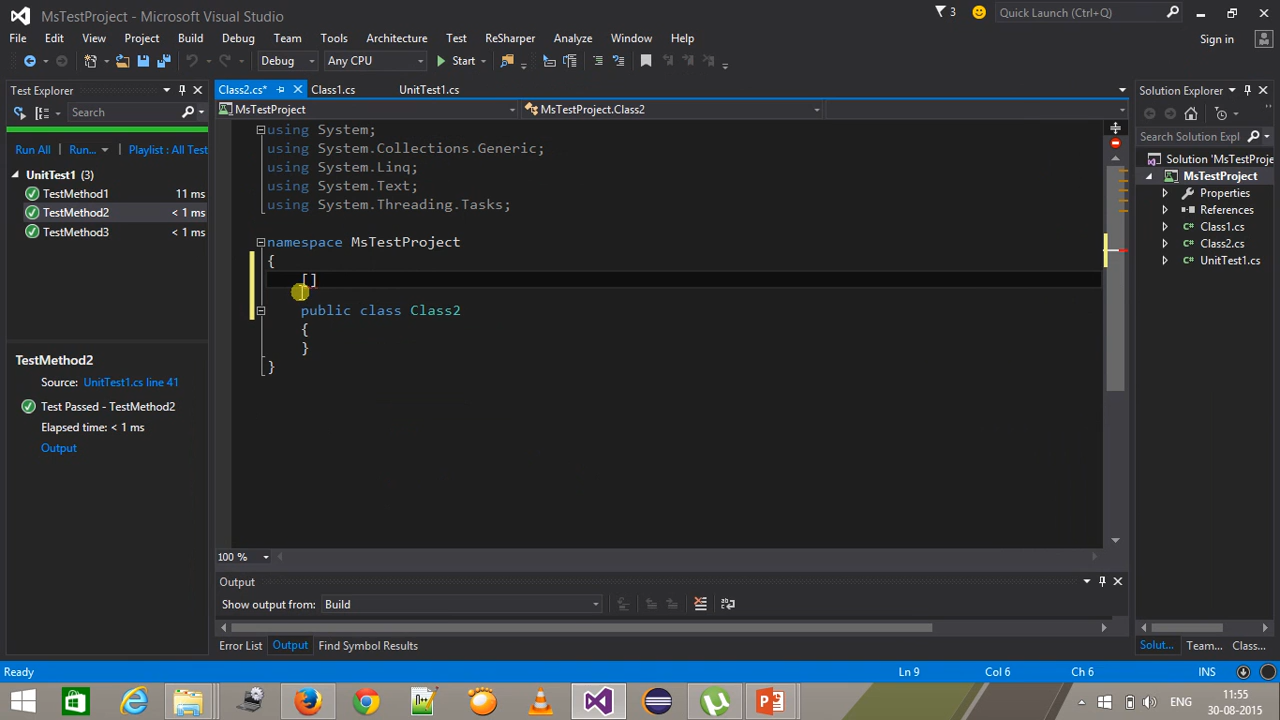 MsTestProject - Microsoft Visual Studio
3
Quick Launch (Ctrl+Q)
File Edit View Project Build Debug Team Tools Architecture Test ReSharper Analyze Window Help
Sign in
Debug Any CPU Start
Test Explorer
Class2.cs* Class1.cs UnitTest1.cs
Solution Explorer
Search
MsTestProject
MsTestProject.Class2
Search Solution Expl
Run All Run... Playlist : All Test
UnitTest1 (3)
TestMethod1 11 ms
TestMethod2 < 1 ms
TestMethod3 < 1 ms
TestMethod2
Source: UnitTest1.cs line 41
Test Passed - TestMethod2
Elapsed time: < 1 ms
Output
using System;
using System.Collections.Generic;
using System.Linq;
using System.Text;
using System.Threading.Tasks;
namespace MsTestProject
{
[]
public class Class2
{
}
}
100 %
Solution 'MsTestProje
MsTestProject
Properties
References
Class1.cs
Class2.cs
UnitTest1.cs
Output
Show output from: Build
Error List Output Find Symbol Results
Solut... Team... Class...
Ready
Ln 9 Col 6 Ch 6 INS
ENG
11:55
30-08-2015